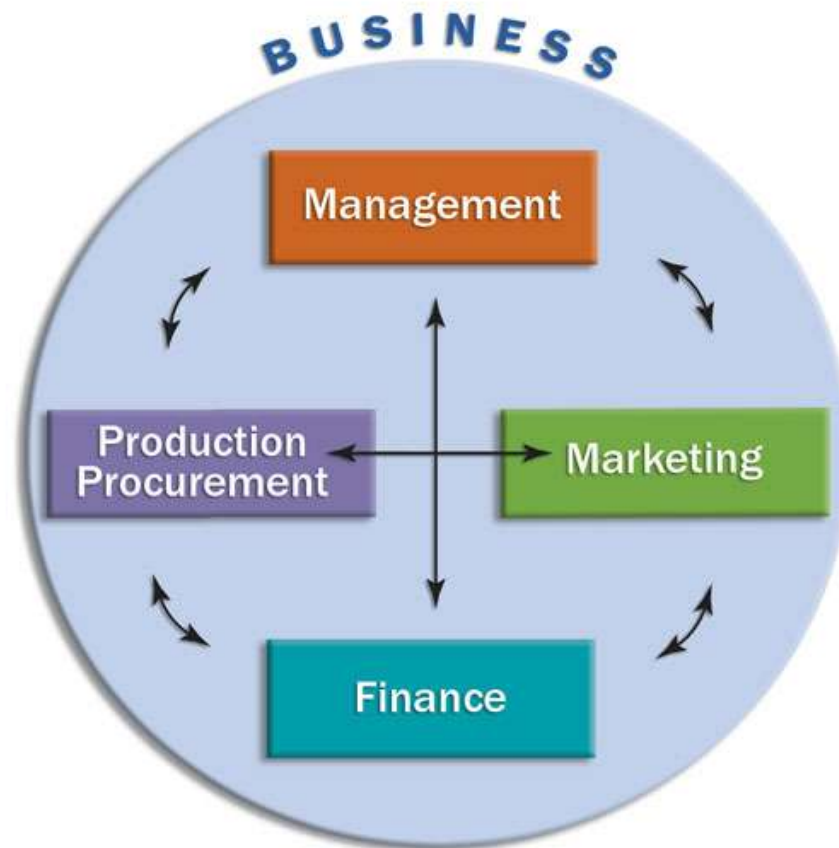 BUSINESS
Management
Production
Procurement
Marketing
Finance